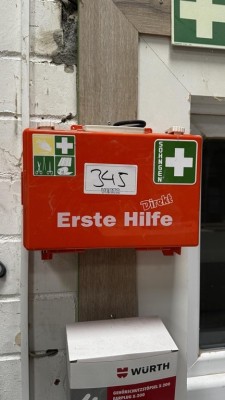 SÖHNGEN
345
Direkt
Erste Hilfe
WÜRTH